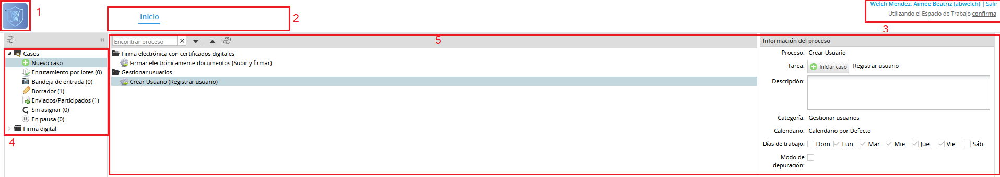 1
Inicio
2
Welch Mendez, Aimee Beatriz (abwelch) | Salir
Utilizando el Espacio de Trabajo confirma
3
Casos
Nuevo caso
Enrutamiento por lotes (0)
Bandeja de entrada (0)
Borrador (1)
Enviados/Participados (1)
Sin asignar (0)
En pausa (0)
Firma digital
4
Encontrar proceso
5
Firma electrónica con certificados digitales
Firmar electrónicamente documentos (Subir y firmar)
Gestionar usuarios
Crear Usuario (Registrar usuario)
Información del proceso
Proceso: Crear Usuario
Tarea: Iniciar caso Registrar usuario
Descripción:
Categoría: Gestionar usuarios
Calendario: Calendario por Defecto
Días de trabajo: Dom Lun Mar Mie Jue Vie Sáb
Modo de
depuración: